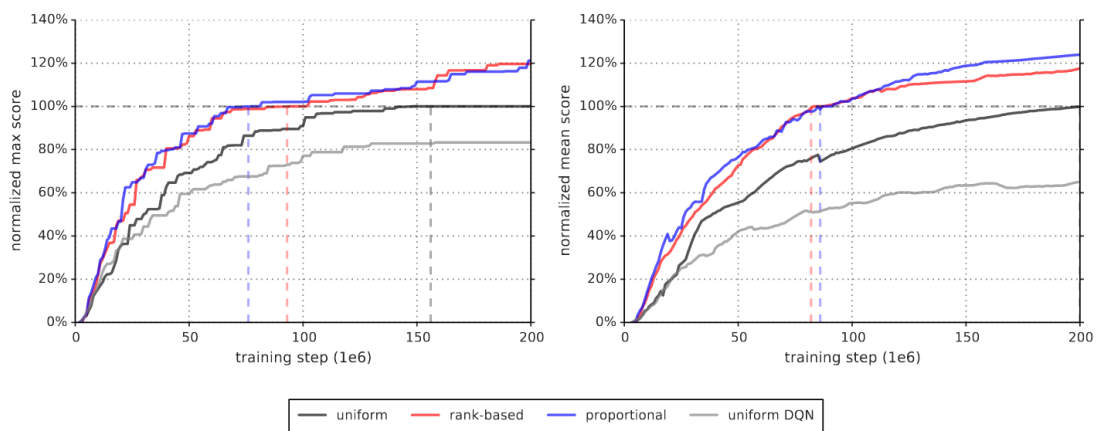 140%
120%
100%
80%
60%
40%
20%
0%
normalized max score
0 50 100 150 200
training step (1e6)
140%
120%
100%
80%
60%
40%
20%
0%
normalized mean score
0 50 100 150 200
training step (1e6)
uniform rank-based proportional uniform DQN